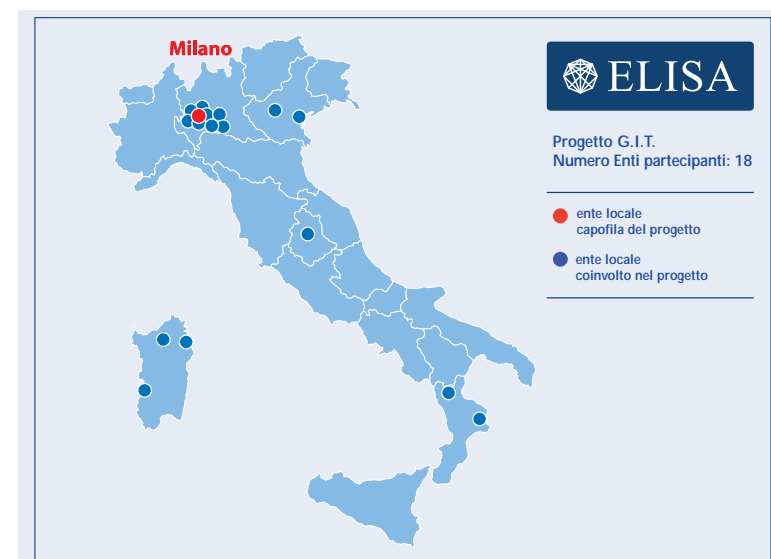 Milano
ELISA
Progetto G.I.T.
Numero Enti partecipanti: 18
ente locale
capofila del progetto
ente locale
coinvolto nel progetto